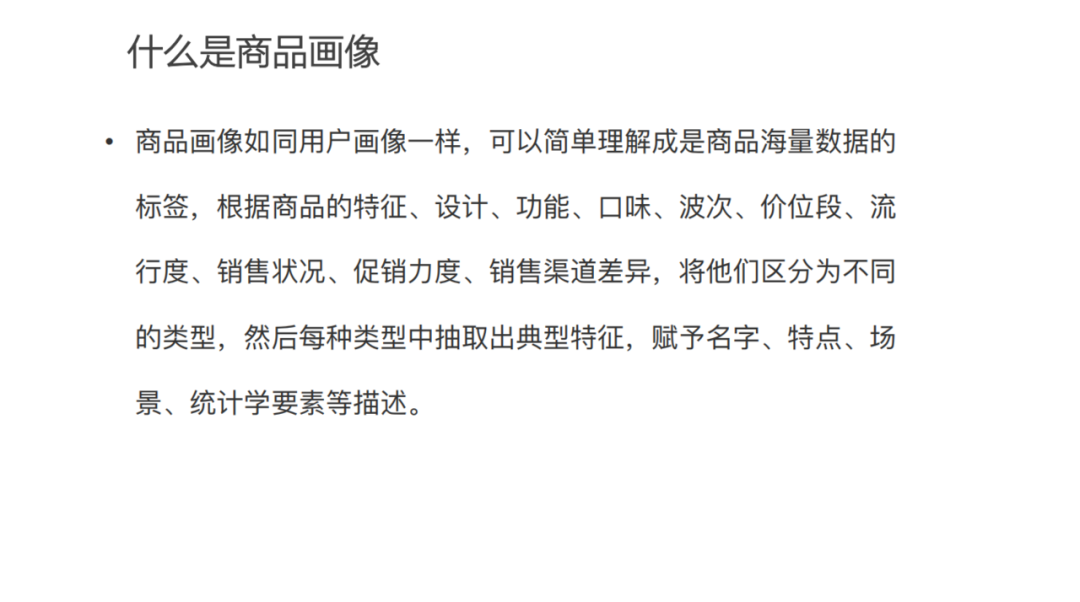 什么是商品画像
• 商品画像如同用户画像一样，可以简单理解成是商品海量数据的
标签，根据商品的特征、设计、功能、口味、波次、价位段、流
行度、销售状况、促销力度、销售渠道差异，将他们区分为不同
的类型，然后每种类型中抽取出典型特征，赋予名字、特点、场
景、统计学要素等描述。